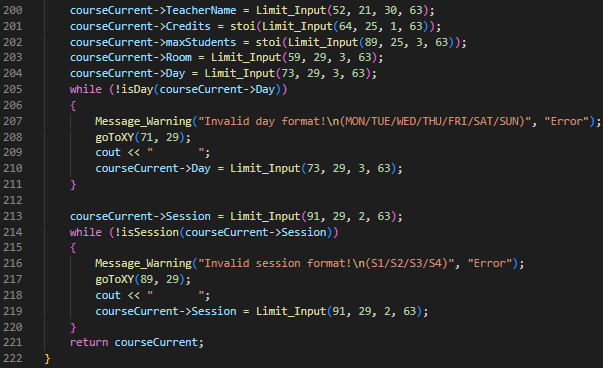 200 courseCurrent->TeacherName = Limit_Input(52, 21, 30, 63);
201 courseCurrent->Credits = stoi(Limit_Input(64, 25, 1, 63));
202 courseCurrent->maxStudents = stoi(Limit_Input(89, 25, 3, 63));
203 courseCurrent->Room = Limit_Input(59, 29, 3, 63);
204 courseCurrent->Day = Limit_Input(73, 29, 3, 63);
205 while (!isDay(courseCurrent->Day))
206 {
207 Message_Warning("Invalid day format!\n(MON/TUE/WED/THU/FRI/SAT/SUN)", "Error");
208 goToXY(71, 29);
209 cout << "       ";
210 courseCurrent->Day = Limit_Input(73, 29, 3, 63);
211 }
212
213 courseCurrent->Session = Limit_Input(91, 29, 2, 63);
214 while (!isSession(courseCurrent->Session))
215 {
216 Message_Warning("Invalid session format!\n(S1/S2/S3/S4)", "Error");
217 goToXY(89, 29);
218 cout << "       ";
219 courseCurrent->Session = Limit_Input(91, 29, 2, 63);
220 }
221 return courseCurrent;
222 }